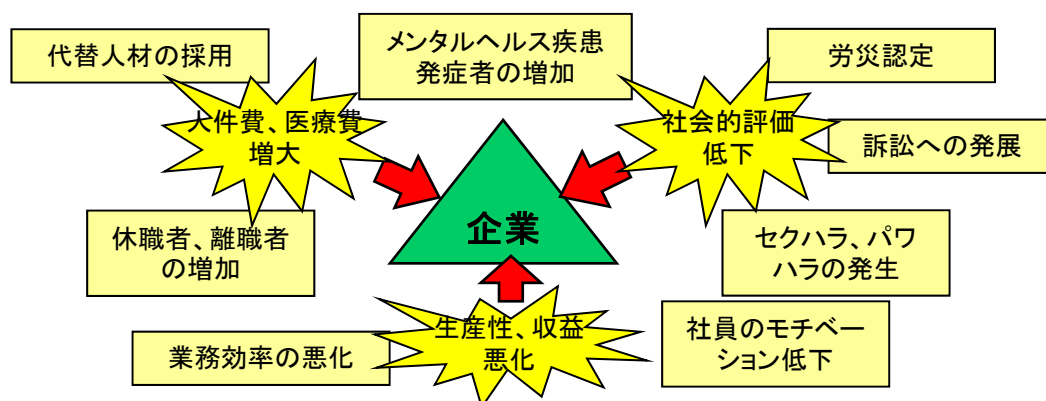 代替人材の採用
メンタルヘルス疾患
発症者の増加
労災認定
人件費、医療費
増大
社会的評価
低下
訴訟への発展
企業
休職者、離職者
の増加
セクハラ、パワ
ハラの発生
生産性、収益
悪化
業務効率の悪化
社員のモチベー
ション低下